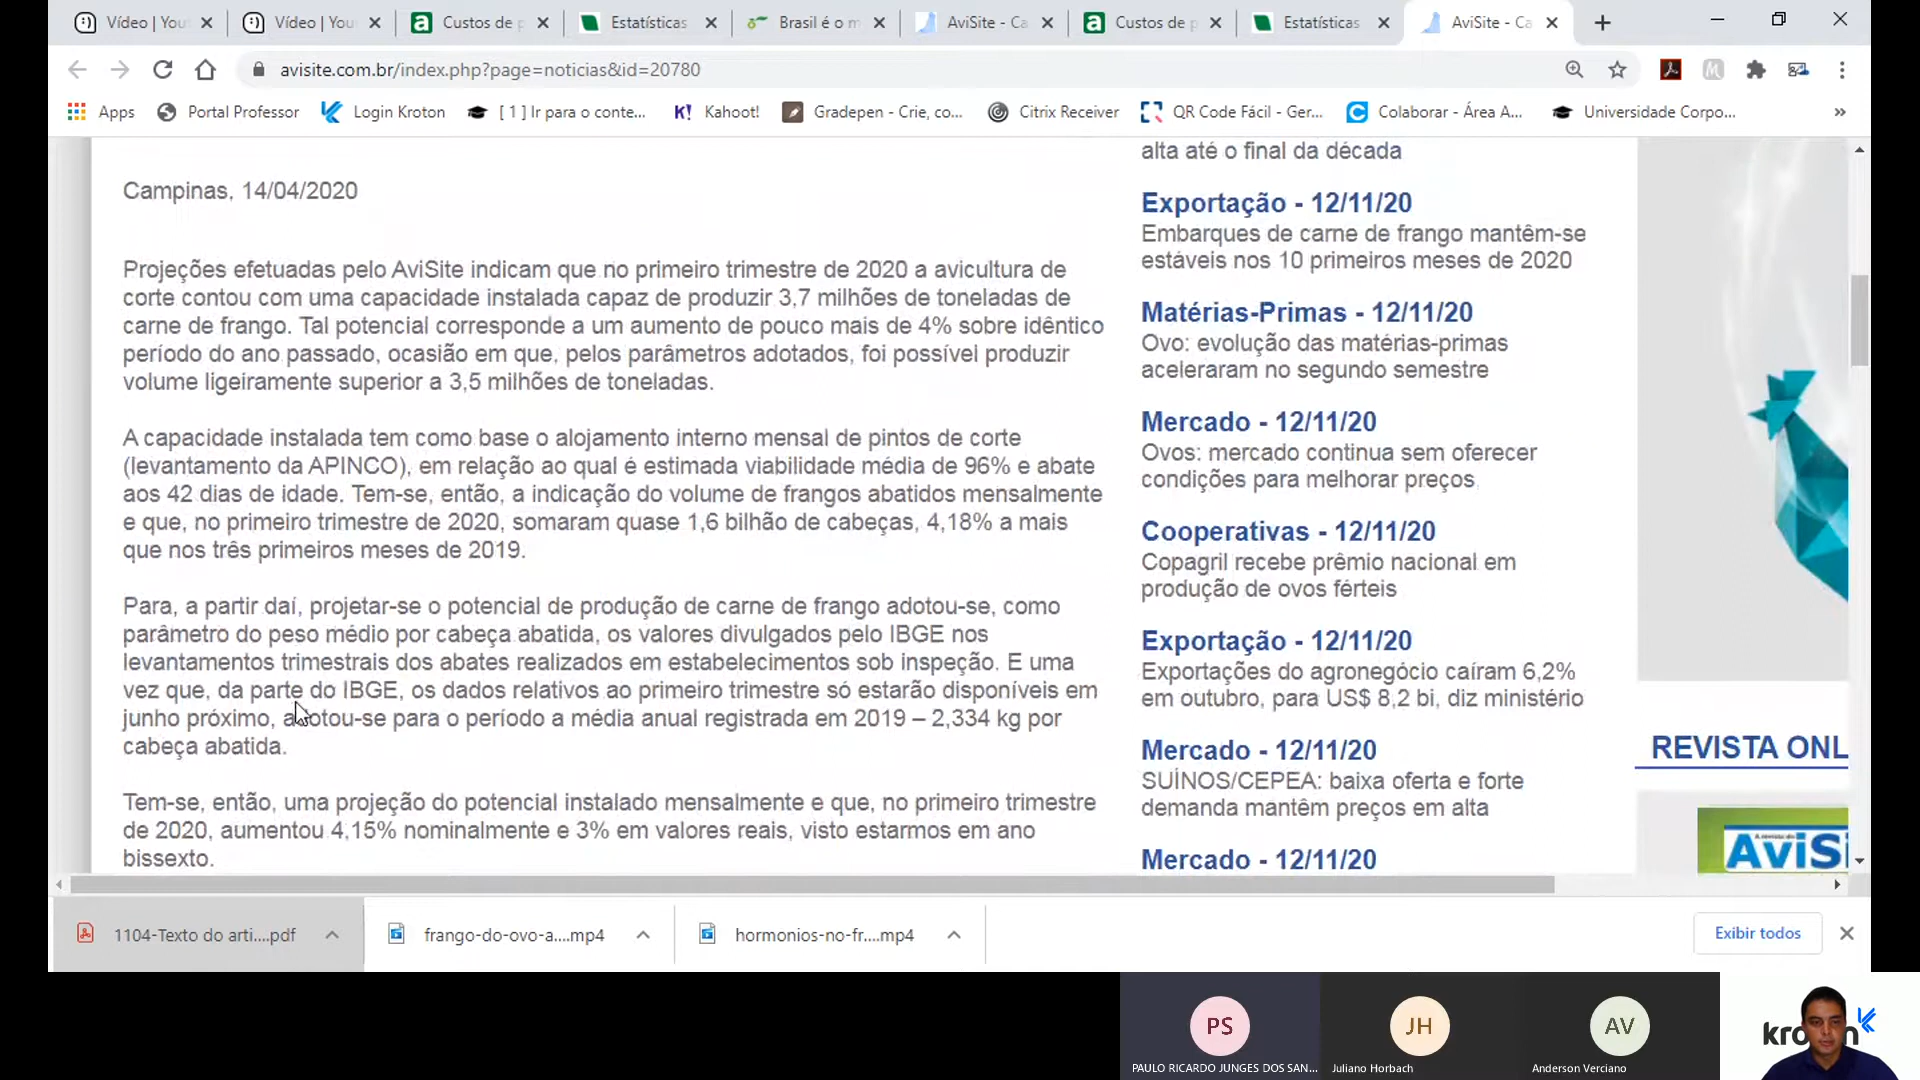 Vídeo | You
Vídeo | You
Custos de p
Estatísticas
Brasil é o m
AviSite - Ca
Custos de p
Estatísticas
AviSite - Ca
avisite.com.br/index.php?page=noticias&id=20780
Apps
Portal Professor
Login Kroton
[ 1 ] Ir para o conte...
K!
Kahoot!
Gradepen - Crie, co...
Citrix Receiver
QR Code Fácil - Ger...
Colaborar - Área A...
Universidade Corpo...
»
Campinas, 14/04/2020
Projeções efetuadas pelo AviSite indicam que no primeiro trimestre de 2020 a avicultura de
corte contou com uma capacidade instalada capaz de produzir 3,7 milhões de toneladas de
carne de frango. Tal potencial corresponde a um aumento de pouco mais de 4% sobre idêntico
período do ano passado, ocasião em que, pelos parâmetros adotados, foi possível produzir
volume ligeiramente superior a 3,5 milhões de toneladas.
A capacidade instalada tem como base o alojamento interno mensal de pintos de corte
(levantamento da APINCO), em relação ao qual é estimada viabilidade média de 96% e abate
aos 42 dias de idade. Tem-se, então, a indicação do volume de frangos abatidos mensalmente
e que, no primeiro trimestre de 2020, somaram quase 1,6 bilhão de cabeças, 4,18% a mais
que nos três primeiros meses de 2019.
Para, a partir daí, projetar-se o potencial de produção de carne de frango adotou-se, como
parâmetro do peso médio por cabeça abatida, os valores divulgados pelo IBGE nos
levantamentos trimestrais dos abates realizados em estabelecimentos sob inspeção. E uma
vez que, da parte do IBGE, os dados relativos ao primeiro trimestre só estarão disponíveis em
junho próximo, adotou-se para o período a média anual registrada em 2019 – 2,334 kg por
cabeça abatida.
Tem-se, então, uma projeção do potencial instalado mensalmente e que, no primeiro trimestre
de 2020, aumentou 4,15% nominalmente e 3% em valores reais, visto estarmos em ano
bissexto.
alta até o final da década
Exportação - 12/11/20
Embarques de carne de frango mantêm-se
estáveis nos 10 primeiros meses de 2020
Matérias-Primas - 12/11/20
Ovo: evolução das matérias-primas
aceleraram no segundo semestre
Mercado - 12/11/20
Ovos: mercado continua sem oferecer
condições para melhorar preços
Cooperativas - 12/11/20
Copagril recebe prêmio nacional em
produção de ovos férteis
Exportação - 12/11/20
Exportações do agronegócio caíram 6,2%
em outubro, para US$ 8,2 bi, diz ministério
Mercado - 12/11/20
SUÍNOS/CEPEA: baixa oferta e forte
demanda mantêm preços em alta
Mercado - 12/11/20
REVISTA ONL
AviSi
1104-Texto do arti....pdf
frango-do-ovo-a....mp4
hormonios-no-fr....mp4
Exibir todos
PS
PAULO RICARDO JUNGES DOS SAN...
JH
Juliano Horbach
AV
Anderson Verciano